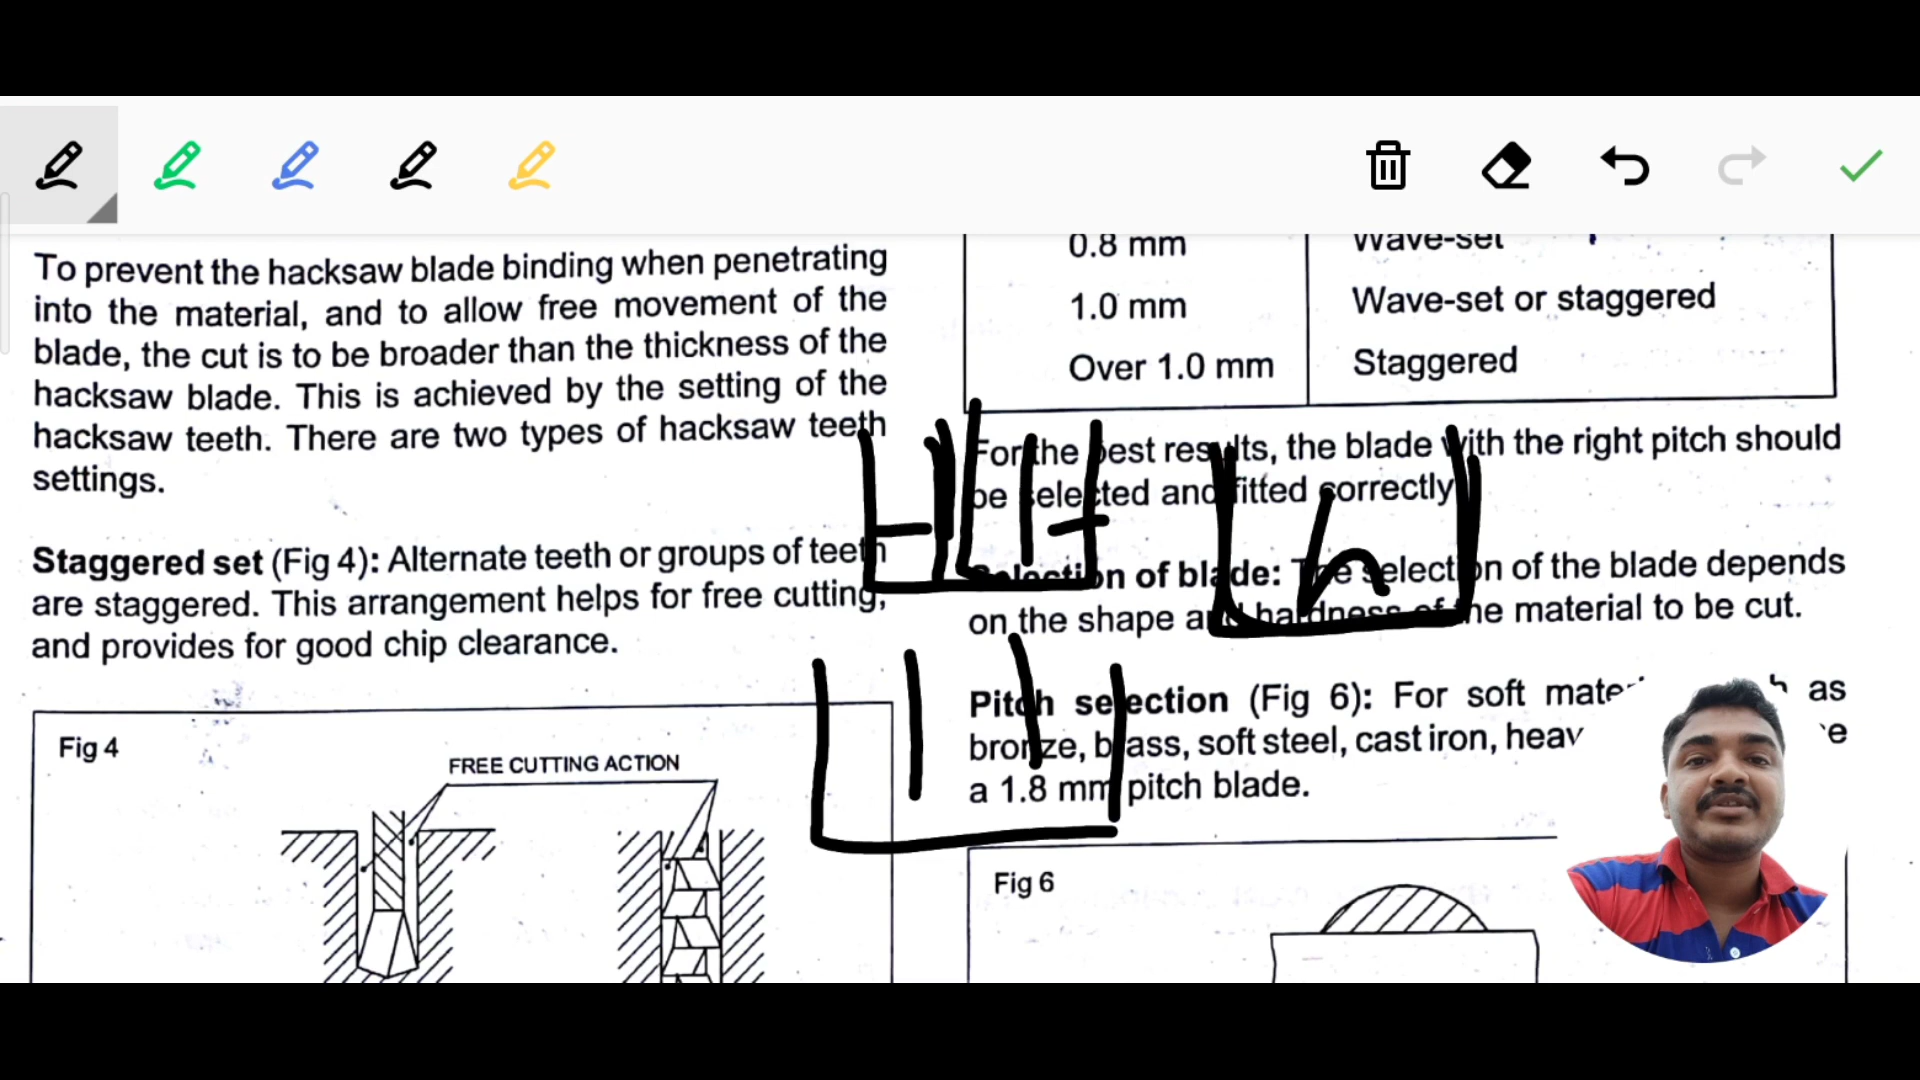 To prevent the hacksaw blade binding when penetrating
into the material, and to allow free movement of the
blade, the cut is to be broader than the thickness of the
hacksaw blade. This is achieved by the setting of the
hacksaw teeth. There are two types of hacksaw teeth
settings.
Staggered set (Fig 4): Alternate teeth or groups of teeth
are staggered. This arrangement helps for free cutting,
and provides for good chip clearance.
Fig 4
FREE CUTTING ACTION
0.8 mm Wave-set
1.0 mm Wave-set or staggered
Over 1.0 mm Staggered
For the best results, the blade with the right pitch should
be selected and fitted correctly
Selection of blade: The selection of the blade depends
on the shape and hardness of the material to be cut.
Pitch selection (Fig 6): For soft as
bronze, brass, soft steel, cast iron,
a 1.8 mm pitch blade.
Fig 6